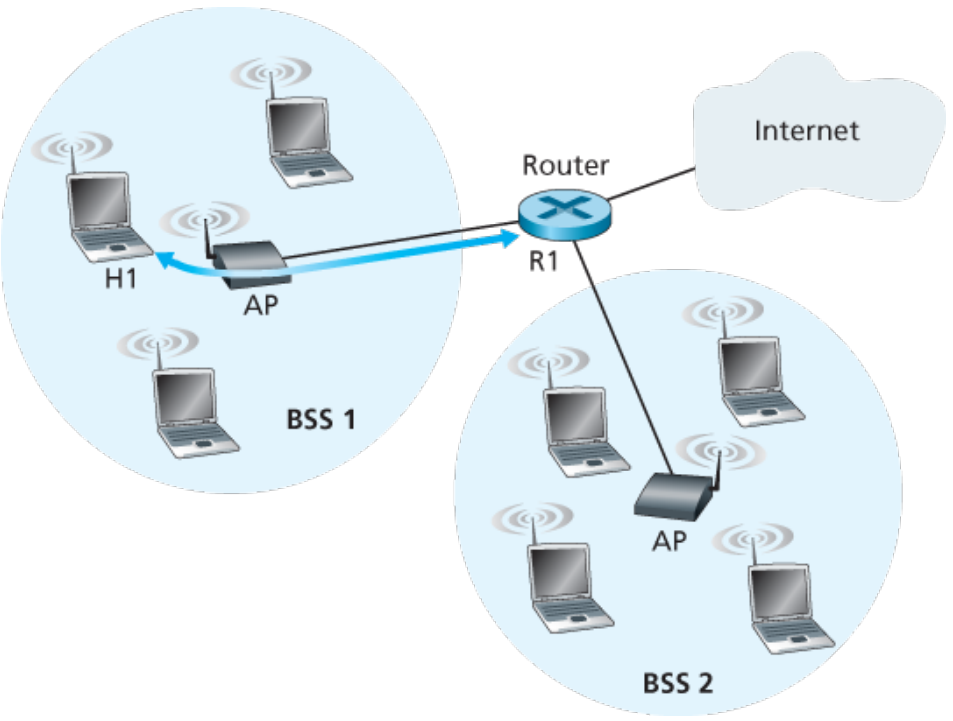 Internet
Router
R1
H1
AP
BSS 1
AP
BSS 2